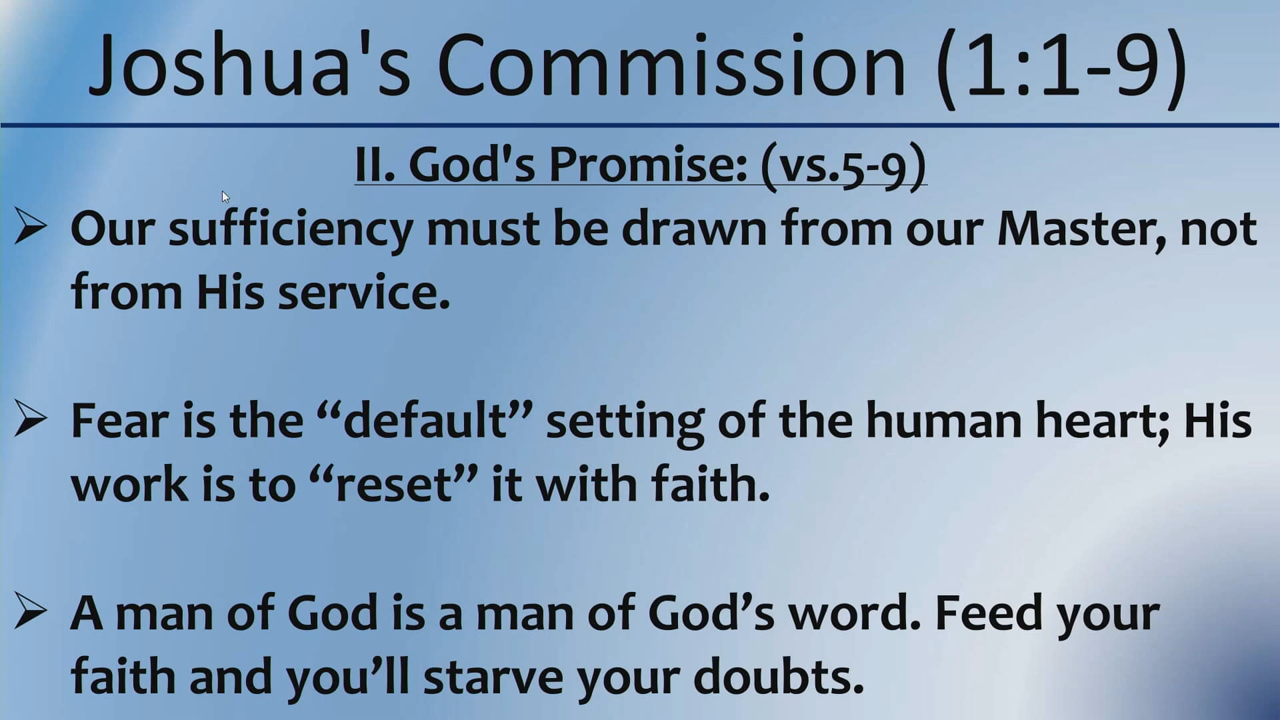 Joshua's Commission (1:1-9)
II. God's Promise: (vs.5-9)
➢ Our sufficiency must be drawn from our Master, not
from His service.
➢ Fear is the “default” setting of the human heart; His
work is to “reset” it with faith.
➢ A man of God is a man of God’s word. Feed your
faith and you’ll starve your doubts.